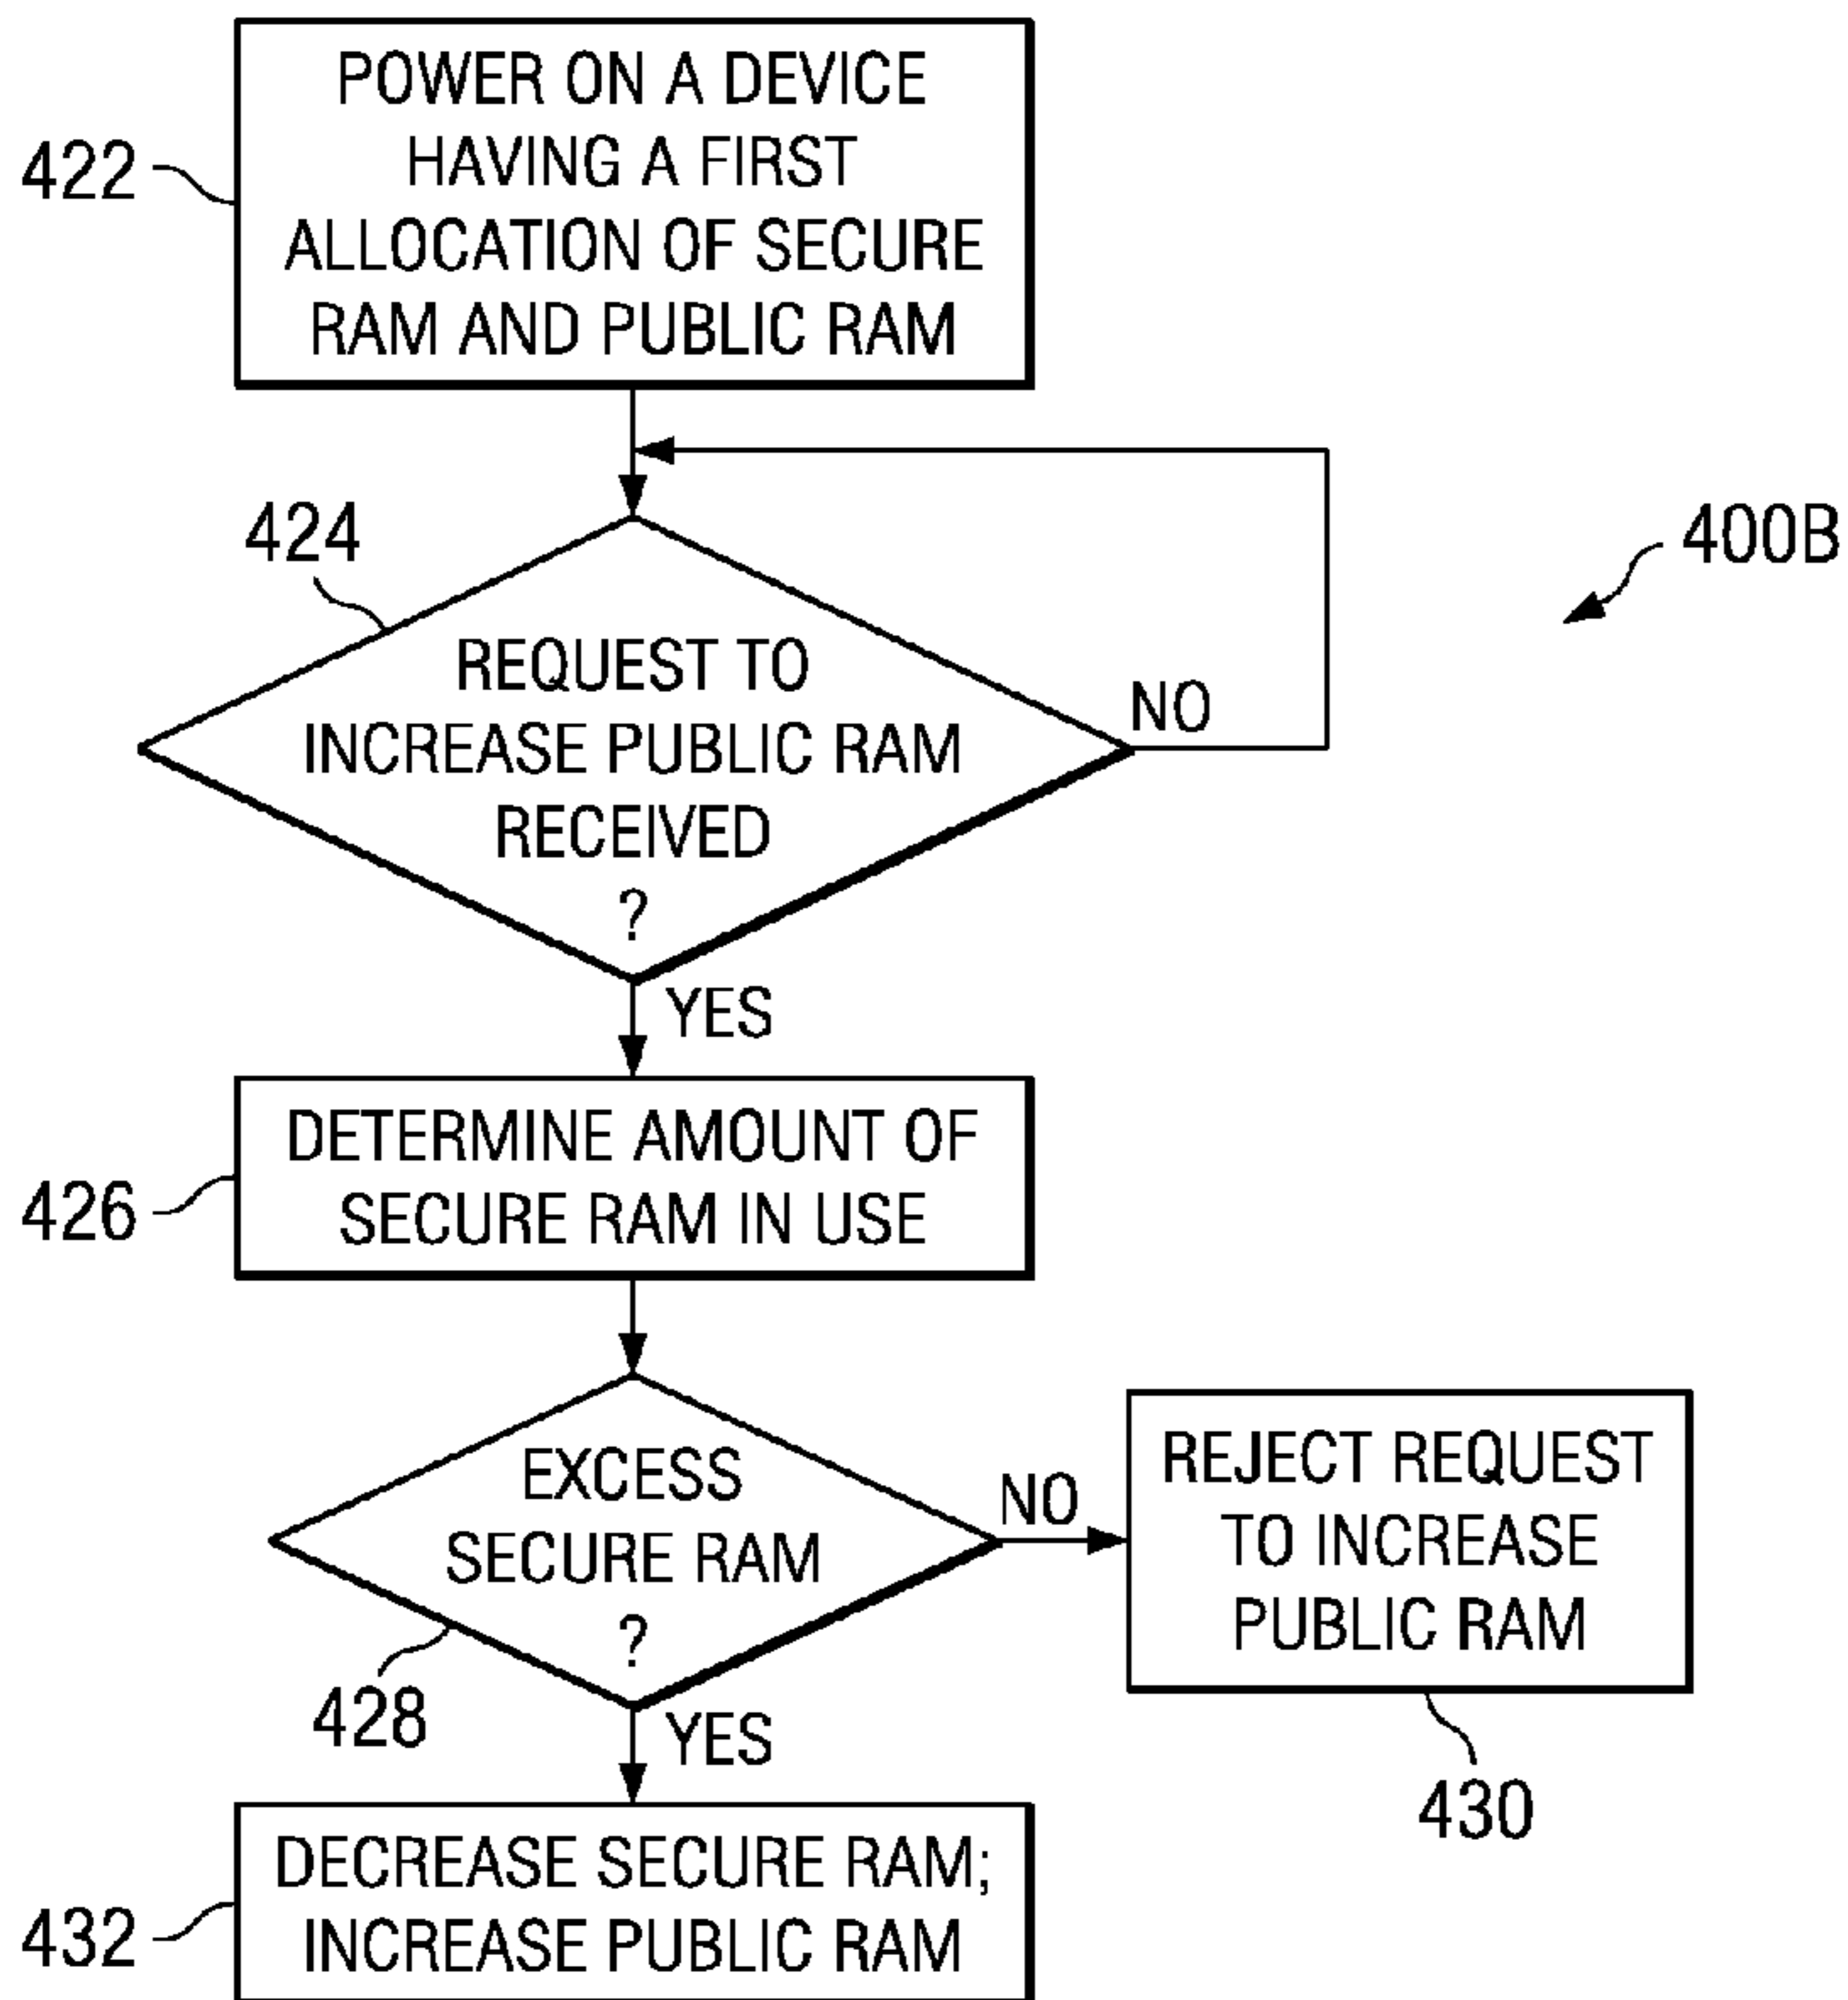 POWER ON A DEVICE
HAVING A FIRST
ALLOCATION OF SECURE
RAM AND PUBLIC RAM
422
424
400B
REQUEST TO
INCREASE PUBLIC RAM
RECEIVED
?
NO
YES
DETERMINE AMOUNT OF
SECURE RAM IN USE
426
EXCESS
SECURE RAM
?
NO
428
YES
REJECT REQUEST
TO INCREASE
PUBLIC RAM
430
DECREASE SECURE RAM;
INCREASE PUBLIC RAM
432